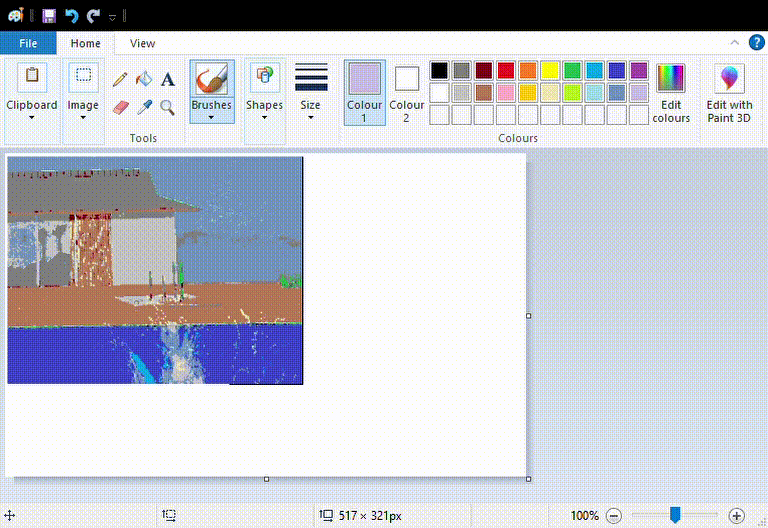 File
Home
View
Clipboard
Image
Tools
Brushes
Shapes
Size
Colour
1
Colour
2
Edit
colours
Edit with
Paint 3D
Colours
A
?
517 × 321px
100%